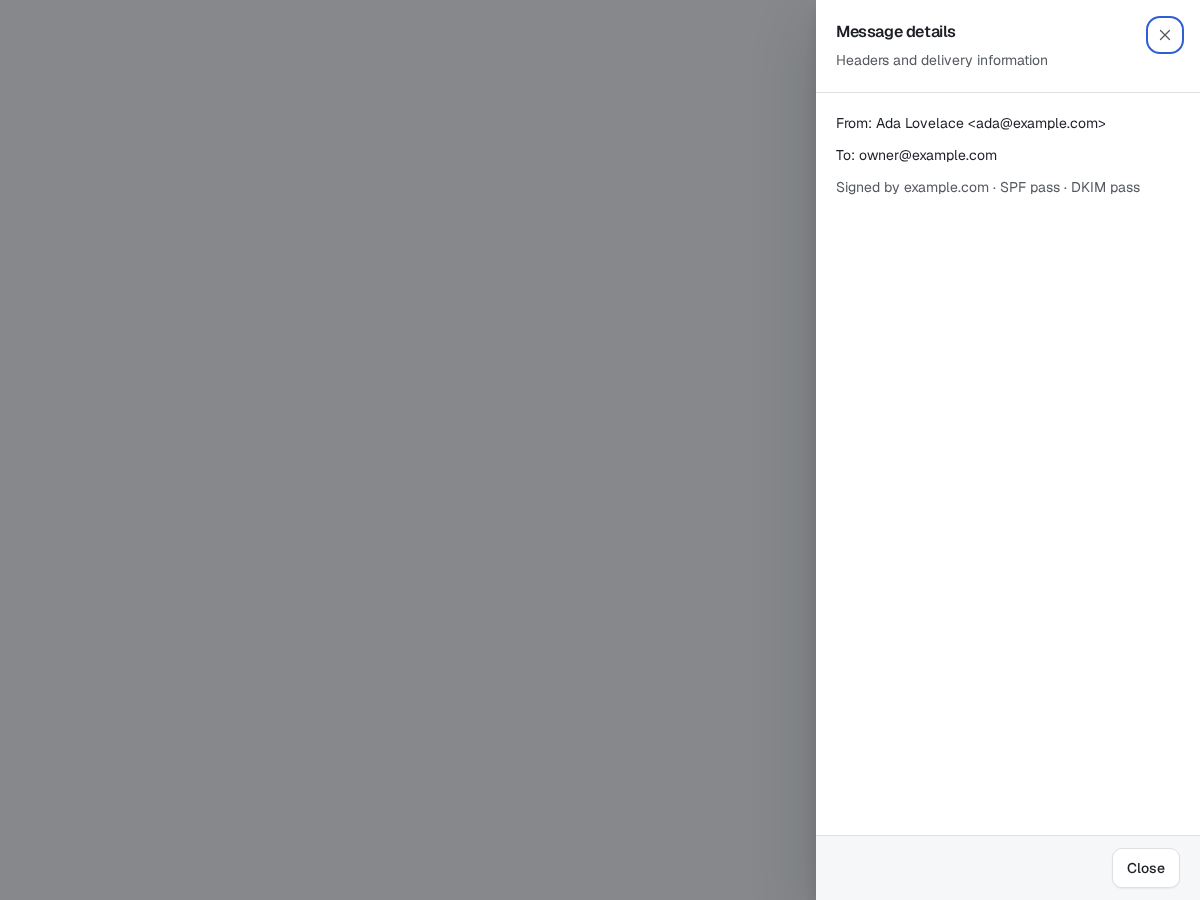 Message details
Headers and delivery information
From: Ada Lovelace <ada@example.com>
To: owner@example.com
Signed by example.com · SPF pass · DKIM pass
Close